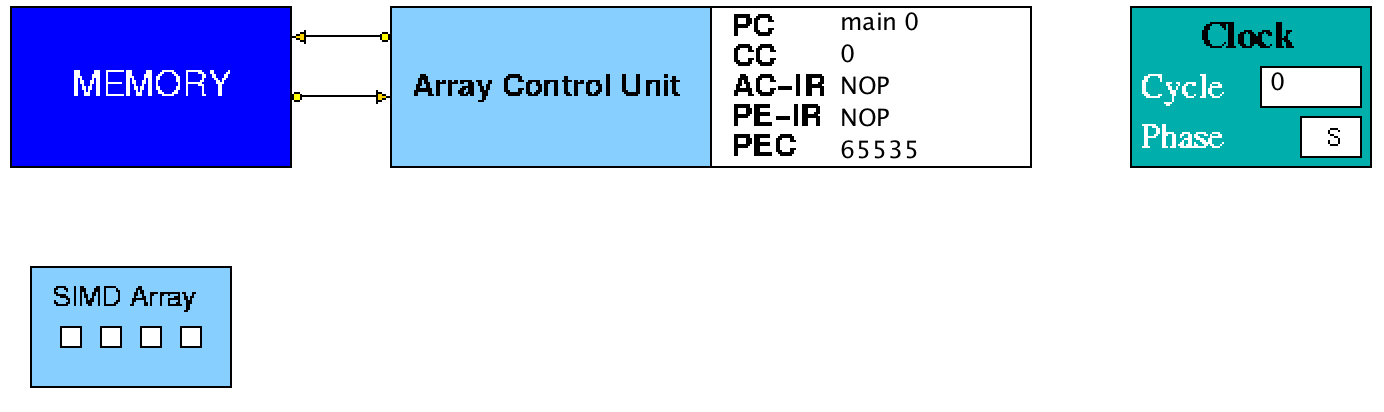 MEMORY
Array Control Unit
PC main 0
CC 0
AC-IR NOP
PE-IR NOP
PEC 65535
Clock
Cycle 0
Phase S
SIMD Array